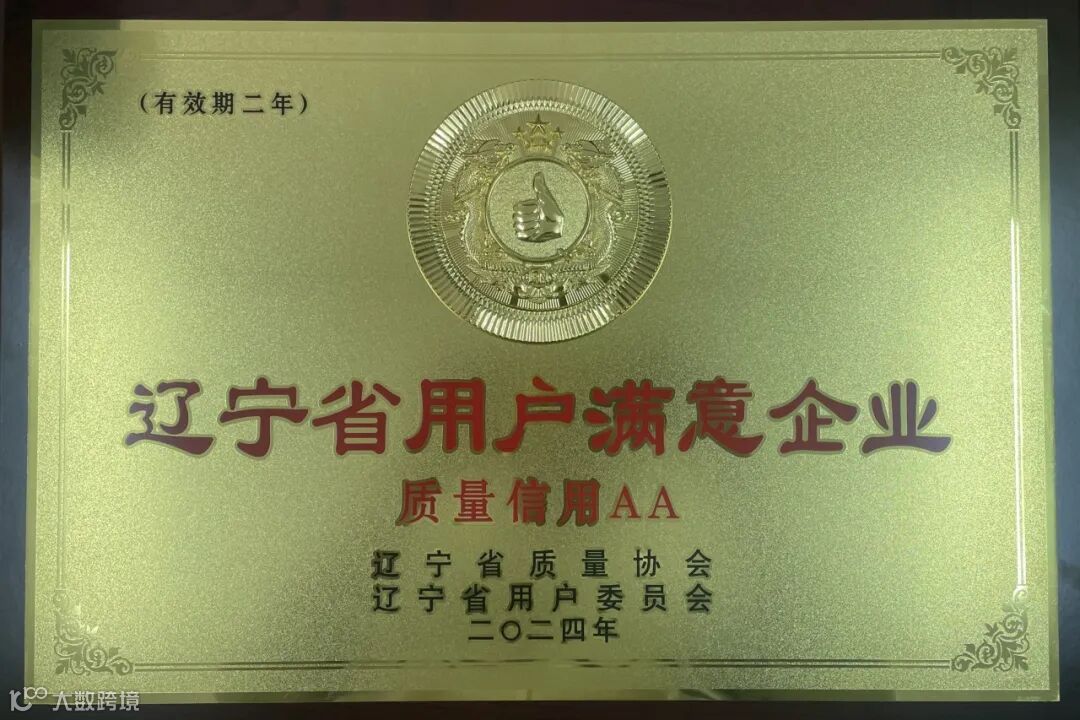 (有效期二年)
辽宁省用户满意企业
质量信用AA
辽宁省质量协会
辽宁省用户委员会
二〇二四年
大数跨境